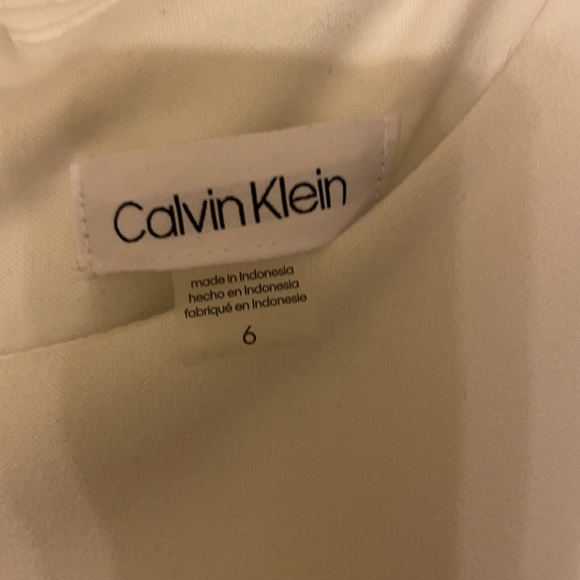 Calvin Klein
made in Indonesia
hecho en Indonesia
fabriqué en Indonesie
6